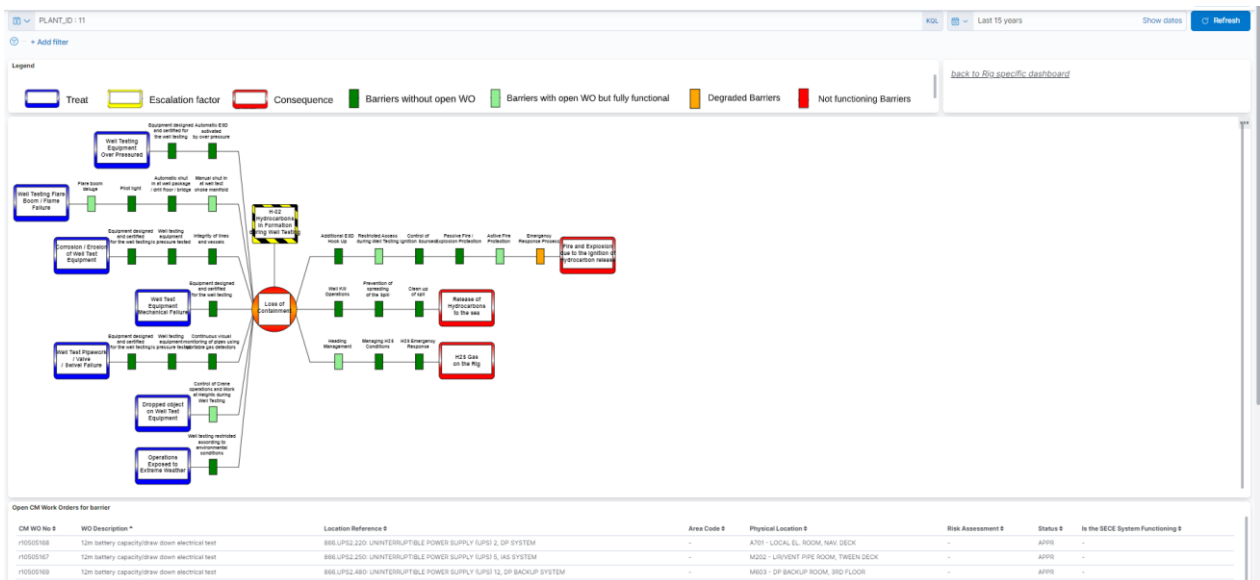 PLANT_ID : 11
KQL
Last 15 years
Show dates
Refresh
+ Add filter
Legend
Treat
Escalation factor
Consequence
Barriers without open WO
Barriers with open WO but fully functional
Degraded Barriers
Not functioning Barriers
back to Rig specific dashboard
Equipment designed
and certified for
the well testing
Automatic ESD
activated
by over pressure
Well Testing
Equipment
Over Pressured
Well Testing Flare
Boom / Flame
Failure
Flare boom
deluge
Pilot light
Automatic shut
in at well package
/ drill floor / bridge
Manual shut in
at well test
choke manifold
H-02
Hydrocarbons
in Formation
during Well Testing
Corrosion / Erosion
of Well Test
Equipment
Equipment designed
and certified
for the well testing
Well testing
equipment
is pressure tested
Integrity of lines
and vessels
Additional ESD
Hook Up
Restricted Access
during Well Testing
Control of
Ignition Sources
Passive Fire /
Explosion Protection
Active Fire
Protection
Emergency
Response Process
Fire and Explosion
due to the ignition of
hydrocarbon release
Well Test
Equipment
Mechanical Failure
Equipment designed
and certified
for the well testing
Loss of
Containment
Well Kill
Operations
Prevention of
spreading
of the Spill
Clean up
of spill
Release of
Hydrocarbons
to the sea
Well Test Pipework
/ Valve
/ Swivel Failure
Equipment designed
and certified
for the well testing
Well testing
equipment
is pressure tested
Continuous visual
monitoring of pipes using
portable gas detectors
Heading
Management
Managing H2S
Conditions
H2S Emergency
Response
H2S Gas
on the Rig
Dropped object
on Well Test
Equipment
Control of Crane
operations and Work
at Heights during
Well Testing
Operations
Exposed to
Extreme Weather
Well testing restricted
according to
environmental
conditions
Open CM Work Orders for barrier
CM WO No WO Description Location Reference Area Code Physical Location Risk Assessment Status Is the SECE System Functioning
r10505168 12m battery capacity/draw down electrical test 866.UPS2.220: UNINTERRUPTIBLE POWER SUPPLY (UPS) 2, DP SYSTEM - A701 - LOCAL EL. ROOM, NAV. DECK - APPR -
r10505167 12m battery capacity/draw down electrical test 866.UPS2.250: UNINTERRUPTIBLE POWER SUPPLY (UPS) 5, IAS SYSTEM - M202 - LIR/VENT PIPE ROOM, TWEEN DECK - APPR -
r10505169 12m battery capacity/draw down electrical test 866.UPS2.480: UNINTERRUPTIBLE POWER SUPPLY (UPS) 12, DP BACKUP SYSTEM - M603 - DP BACKUP ROOM, 3RD FLOOR - APPR -